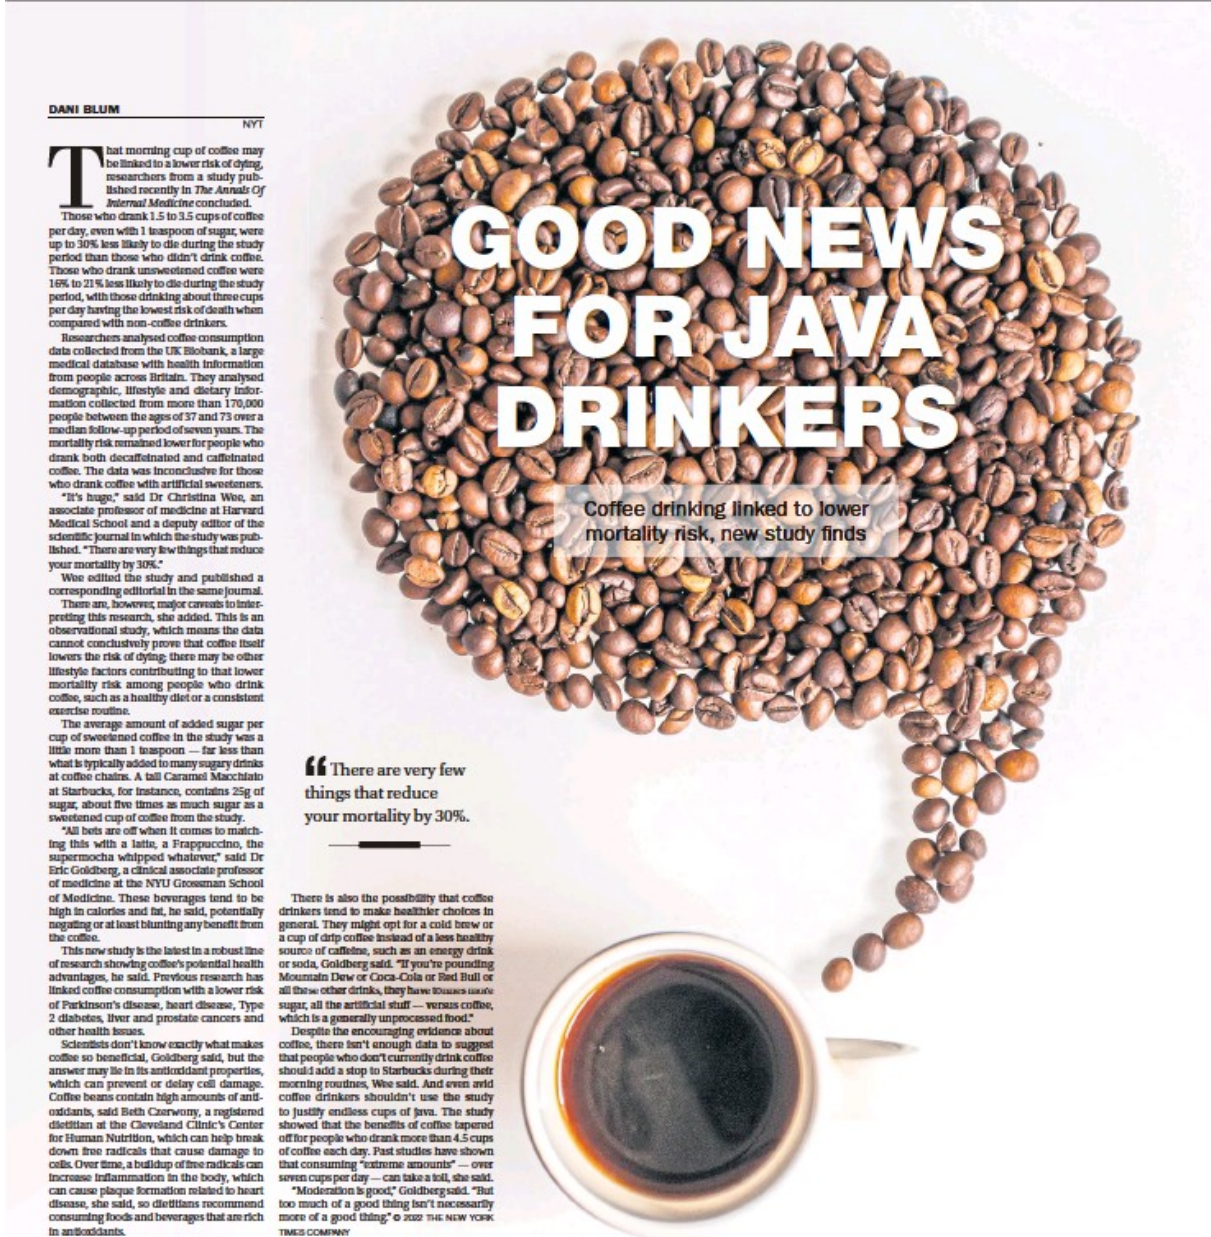 DANI BLUM
NYT
That morning cup of coffee may
be linked to a lower risk of dying,
researchers from a study pub-
lished recently in The Annals Of
Internal Medicine concluded.
Those who drank 1.5 to 3.5 cups of coffee
per day, even with 1 teaspoon of sugar, were
up to 30% less likely to die during the study
period than those who didn't drink coffee.
Those who drank unsweetened coffee were
16% to 21% less likely to die during the study
period, with those drinking about three cups
per day having the lowest risk of death when
compared with non-coffee drinkers.
Researchers analysed coffee consumption
data collected from the UK Biobank, a large
medical database with health information
from people across Britain. They analysed
demographic, lifestyle and dietary infor-
mation collected from more than 170,000
people between the ages of 37 and 73 over a
median follow-up period of seven years. The
mortality risk remained lower for people who
drank both decaffeinated and caffeinated
coffee. The data was inconclusive for those
who drank coffee with artificial sweeteners.
"It's huge," said Dr Christina Wee, an
associate professor of medicine at Harvard
Medical School and a deputy editor of the
scientific journal in which the study was pub-
lished. "There are very few things that reduce
your mortality by 30%."
Wee edited the study and published a
corresponding editorial in the same journal.
There are, however, major caveats to inter-
preting this research, she added. This is an
observational study, which means the data
cannot conclusively prove that coffee itself
lowers the risk of dying; there may be other
lifestyle factors contributing to that lower
mortality risk among people who drink
coffee, such as a healthy diet or a consistent
exercise routine.
The average amount of added sugar per
cup of sweetened coffee in the study was a
little more than 1 teaspoon — far less than
what is typically added to many sugary drinks
at coffee chains. A tall Caramel Macchiato
at Starbucks, for instance, contains 25g of
sugar, about five times as much sugar as a
sweetened cup of coffee from the study.
"All bets are off when it comes to match-
ing this with a latte, a Frappuccino, the
supermocha whipped whatever," said Dr
Eric Goldberg, a clinical associate professor
of medicine at the NYU Grossman School
of Medicine. These beverages tend to be
high in calories and fat, he said, potentially
negating or at least blunting any benefit from
the coffee.
This new study is the latest in a robust line
of research showing coffee's potential health
advantages, he said. Previous research has
linked coffee consumption with a lower risk
of Parkinson's disease, heart disease, Type
2 diabetes, liver and prostate cancers and
other health issues.
Scientists don't know exactly what makes
coffee so beneficial, Goldberg said, but the
answer may lie in its antioxidant properties,
which can prevent or delay cell damage.
Coffee beans contain high amounts of anti-
oxidants, said Beth Czerwony, a registered
dietitian at the Cleveland Clinic's Center
for Human Nutrition, which can help break
down free radicals that cause damage to
cells. Over time, a buildup of free radicals can
increase inflammation in the body, which
can cause plaque formation related to heart
disease, she said, so dietitians recommend
consuming foods and beverages that are rich
in antioxidants.
“There are very few
things that reduce
your mortality by 30%.
There is also the possibility that coffee
drinkers tend to make healthier choices in
general. They might opt for a cold brew or
a cup of drip coffee instead of a less healthy
source of caffeine, such as an energy drink
or soda, Goldberg said. "If you're pounding
Mountain Dew or Coca-Cola or Red Bull or
all these other drinks, they have tonnes more
sugar, all the artificial stuff — versus coffee,
which is a generally unprocessed food."
Despite the encouraging evidence about
coffee, there isn't enough data to suggest
that people who don't currently drink coffee
should add a stop to Starbucks during their
morning routines, Wee said. And even avid
coffee drinkers shouldn't use the study
to justify endless cups of java. The study
showed that the benefits of coffee tapered
off for people who drank more than 4.5 cups
of coffee each day. Past studies have shown
that consuming "extreme amounts" — over
seven cups per day — can take a toll, she said.
"Moderation is good," Goldberg said. "But
too much of a good thing isn't necessarily
more of a good thing." © 2022 THE NEW YORK
TIMES COMPANY
GOOD NEWS
FOR JAVA
DRINKERS
Coffee drinking linked to lower
mortality risk, new study finds